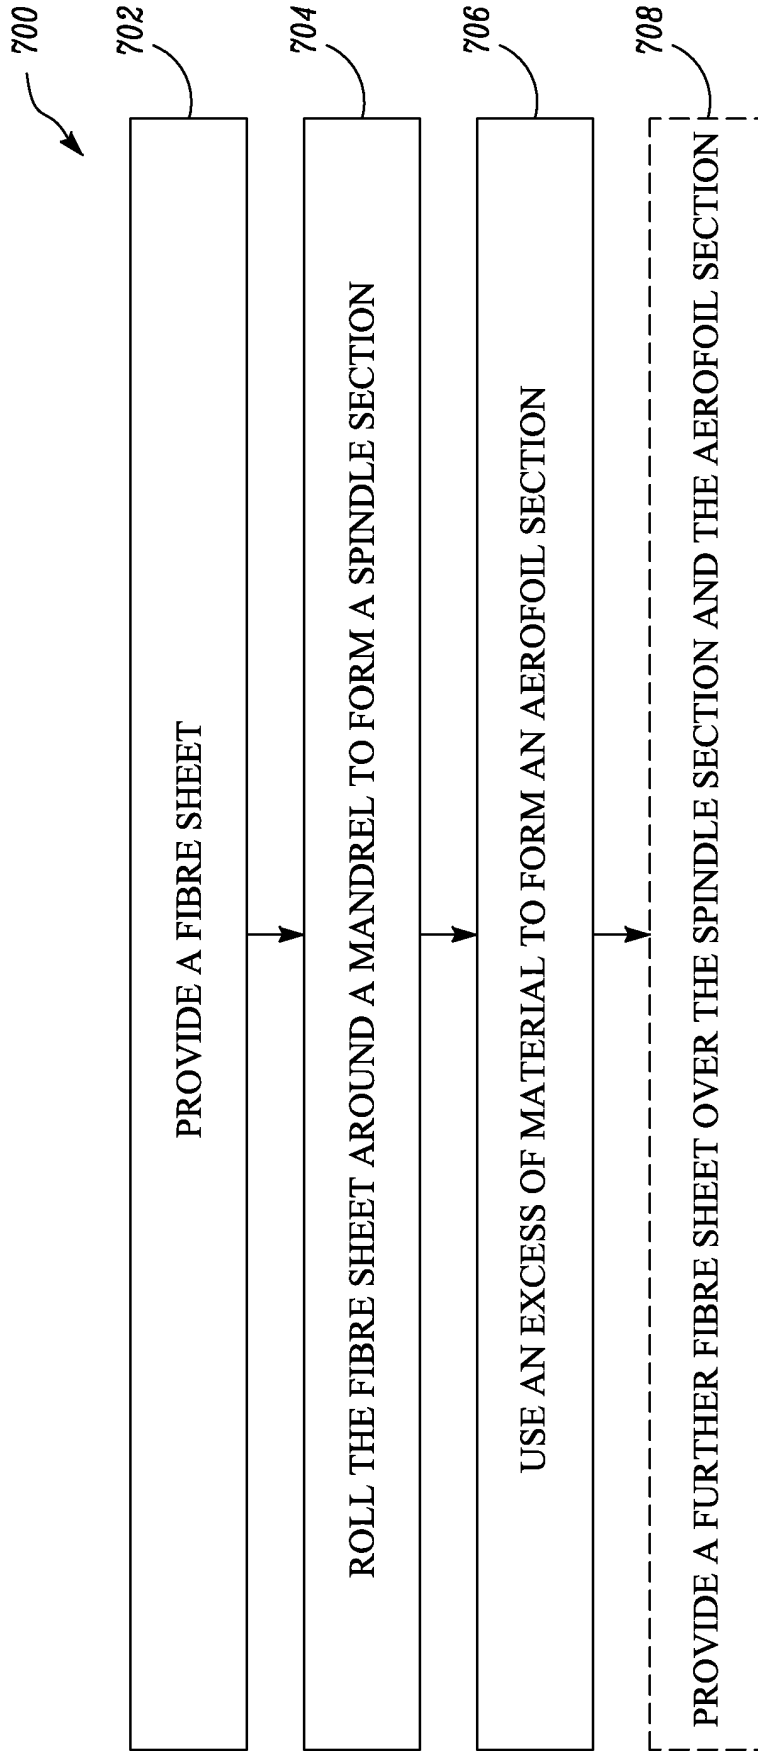 700
702
PROVIDE A FIBRE SHEET
704
ROLL THE FIBRE SHEET AROUND A MANDREL TO FORM A SPINDLE SECTION
706
USE AN EXCESS OF MATERIAL TO FORM AN AEROFOIL SECTION
708
PROVIDE A FURTHER FIBRE SHEET OVER THE SPINDLE SECTION AND THE AEROFOIL SECTION